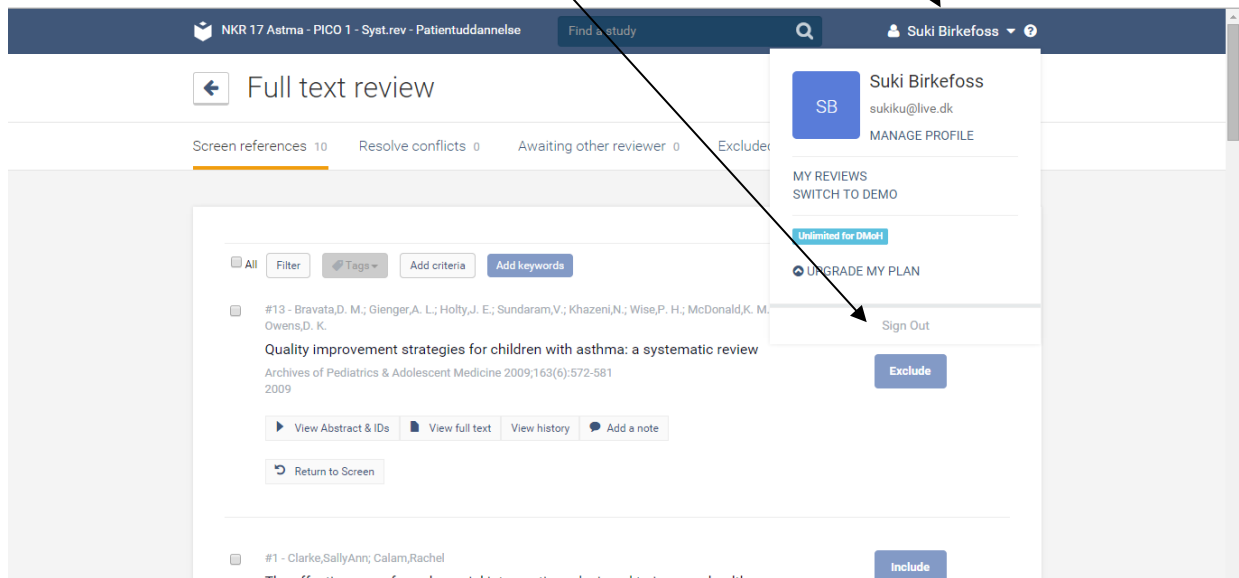 NKR 17 Astma - PICO 1 - Syst.rev - Patientuddannelse
Find a study
Suki Birkefoss
Full text review
SB
Suki Birkefoss
sukiku@live.dk
MANAGE PROFILE
Screen references 10
Resolve conflicts 0
Awaiting other reviewer 0
Excluded
MY REVIEWS
SWITCH TO DEMO
Unlimited for DMoH
UPGRADE MY PLAN
Sign Out
All
Filter
Tags
Add criteria
Add keywords
#13 - Bravata,D. M.; Gienger,A. L.; Holty,J. E.; Sundaram,V.; Khazeni,N.; Wise,P. H.; McDonald,K. M.
Owens,D. K.
Quality improvement strategies for children with asthma: a systematic review
Archives of Pediatrics & Adolescent Medicine 2009;163(6):572-581
2009
Exclude
View Abstract & IDs
View full text
View history
Add a note
Return to Screen
#1 - Clarke,SallyAnn; Calam,Rachel
Include